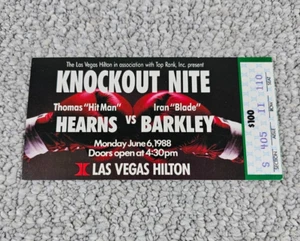 The Las Vegas Hilton in association with Top Rank, Inc. present
KNOCKOUT NITE
Thomas "Hit Man" Iran "Blade"
HEARNS VS BARKLEY
Monday June 6, 1988
Doors open at 4:30pm
LAS VEGAS HILTON
$100
S 405 11 110